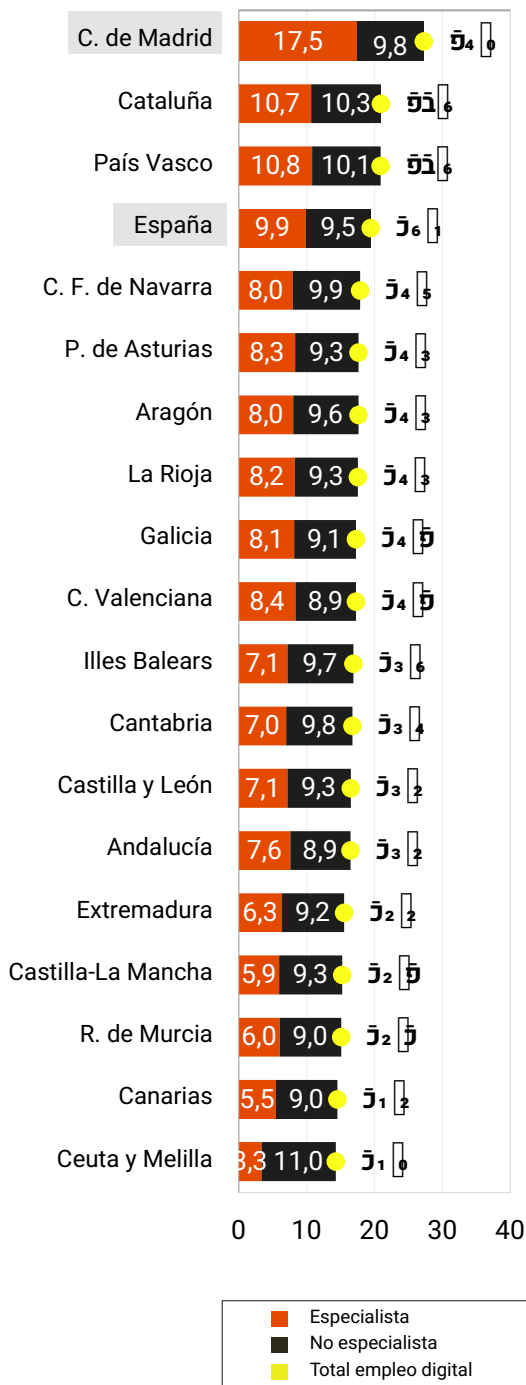 C. de Madrid 17,5 9,8
Cataluña 10,7 10,3
País Vasco 10,8 10,1
España 9,9 9,5
C. F. de Navarra 8,0 9,9
P. de Asturias 8,3 9,3
Aragón 8,0 9,6
La Rioja 8,2 9,3
Galicia 8,1 9,1
C. Valenciana 8,4 8,9
Illes Balears 7,1 9,7
Cantabria 7,0 9,8
Castilla y León 7,1 9,3
Andalucía 7,6 8,9
Extremadura 6,3 9,2
Castilla-La Mancha 5,9 9,3
R. de Murcia 6,0 9,0
Canarias 5,5 9,0
Ceuta y Melilla 3,3 11,0
0 10 20 30 40
Especialista
No especialista
Total empleo digital